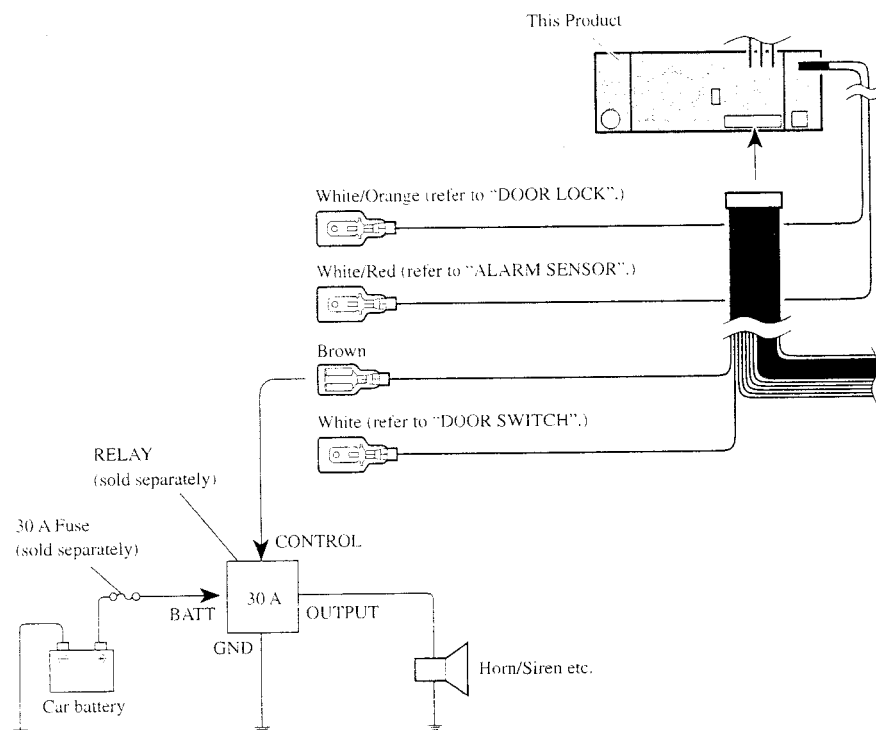 This Product
White/Orange (refer to “DOOR LOCK”.)
White/Red (refer to “ALARM SENSOR”.)
Brown
White (refer to “DOOR SWITCH”.)
RELAY
(sold separately)
30 A Fuse
(sold separately)
CONTROL
BATT
30 A
OUTPUT
GND
Horn/Siren etc.
Car battery